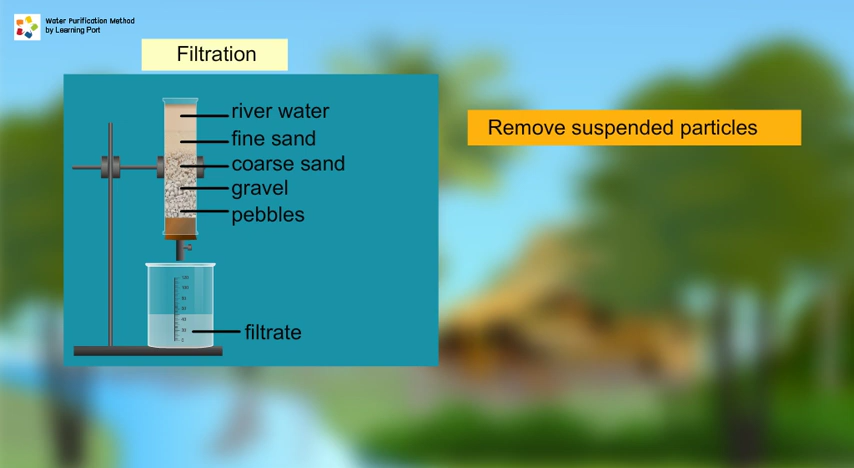 Water Purification Method
by Learning Port
Filtration
river water
fine sand
coarse sand
gravel
pebbles
filtrate
Remove suspended particles